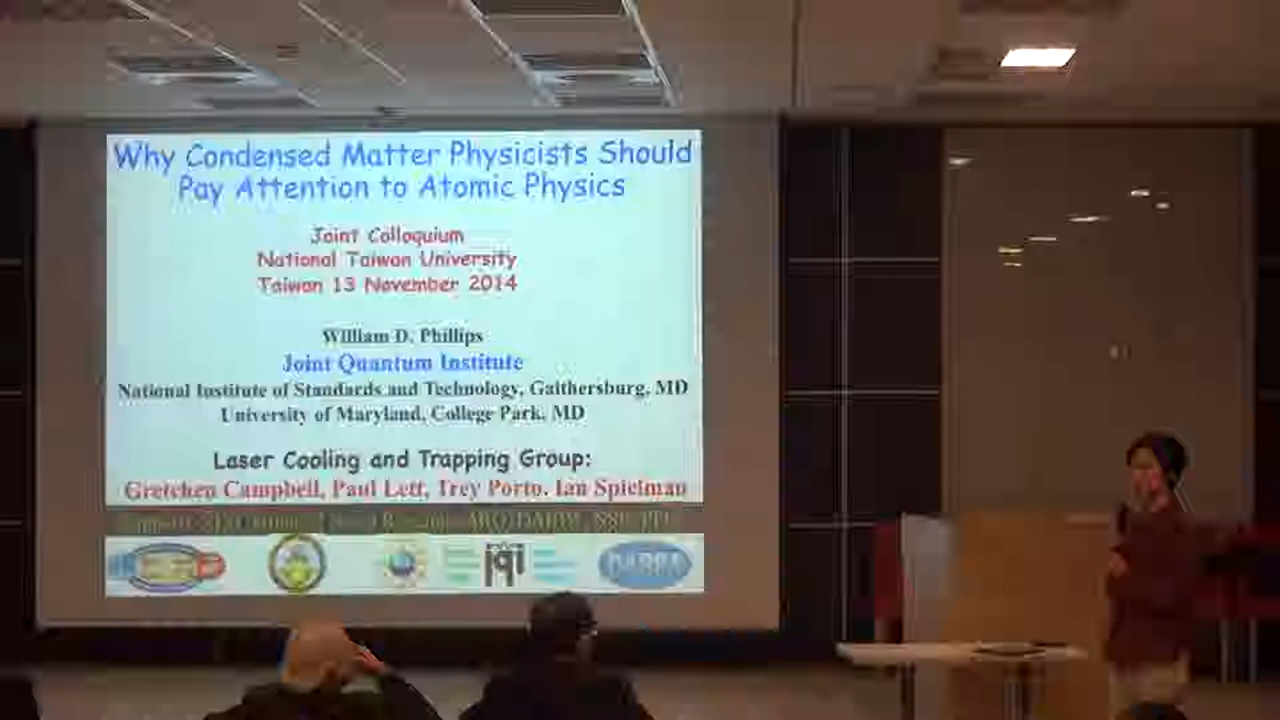 Why Condensed Matter Physicists Should
Pay Attention to Atomic Physics
Joint Colloquium
National Taiwan University
Taiwan 13 November 2014
William D. Phillips
Joint Quantum Institute
National Institute of Standards and Technology, Gaithersburg, MD
University of Maryland, College Park, MD
Laser Cooling and Trapping Group:
Gretchen Campbell, Paul Lett, Trey Porto, Ian Spielman
jqi
DARPA